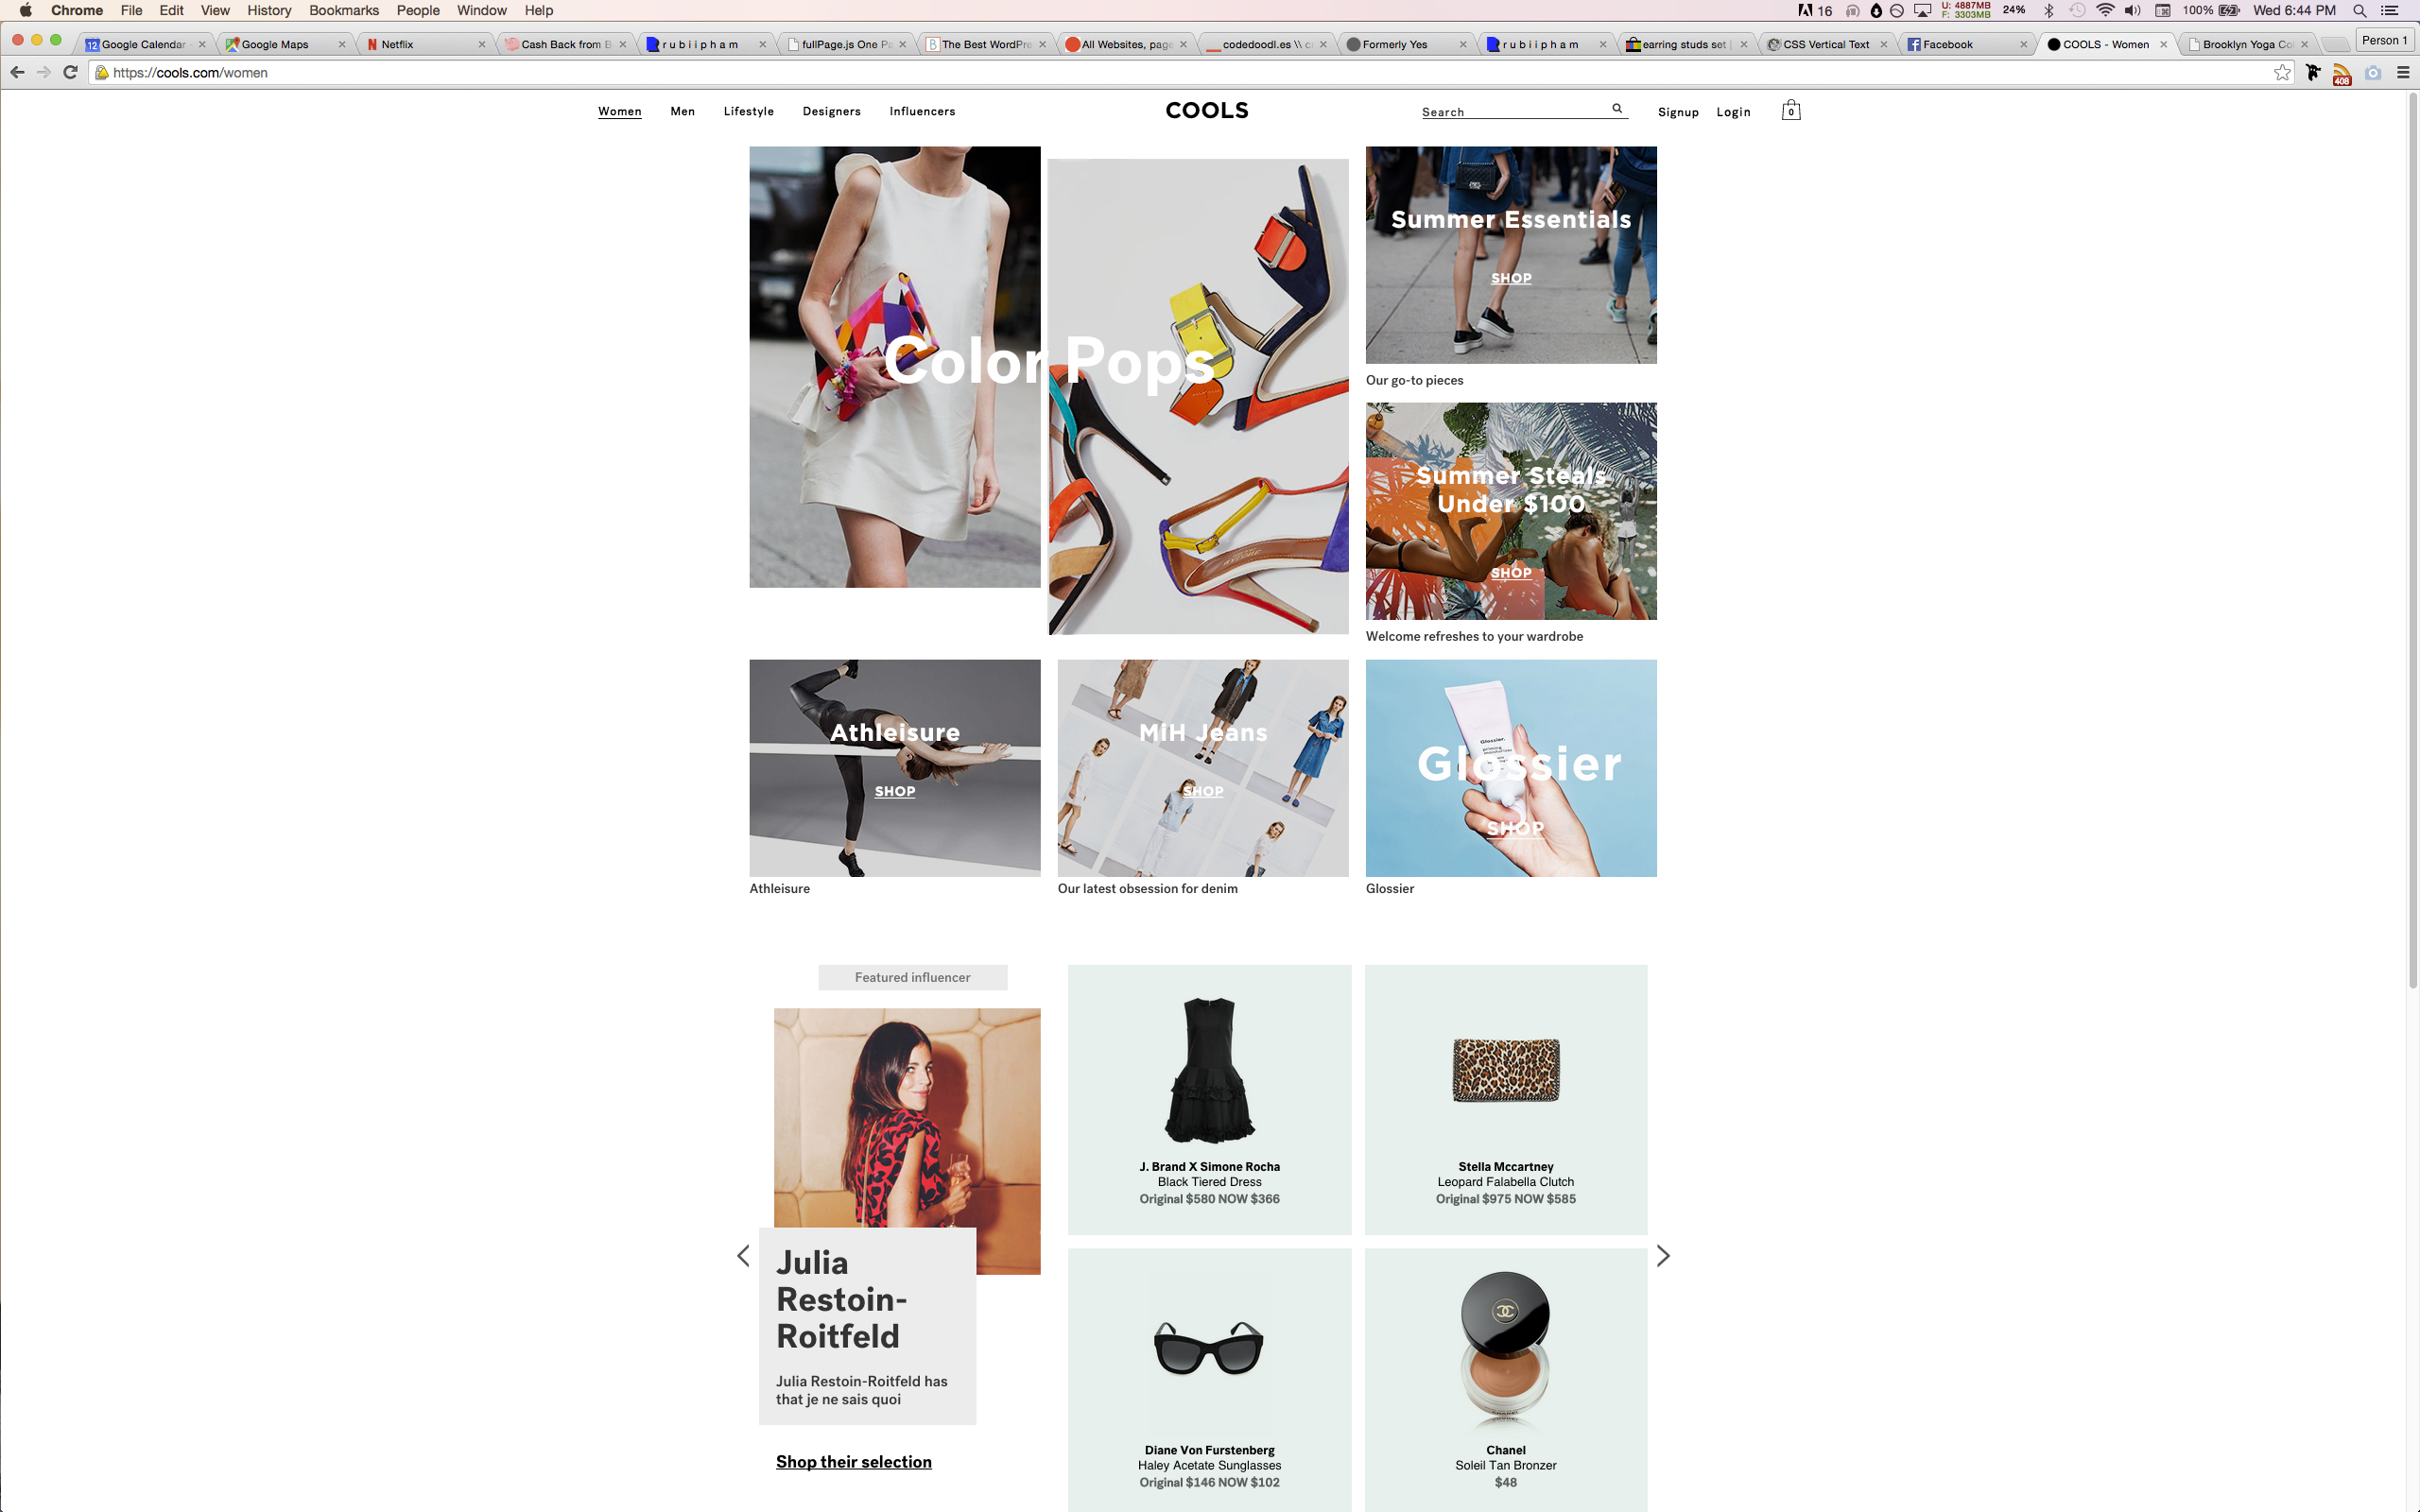 Chrome File Edit View History Bookmarks People Window Help
16
U: 4887MB
F: 3303MB
24%
100%
Wed 6:44 PM
12 Google Calendar
Google Maps
Netflix
Cash Back from B
r u b i i p h a m
fullPage.js One Pa
The Best WordPre
All Websites, page
codedoodl.es \\ c
Formerly Yes
r u b i i p h a m
earring studs set |
CSS Vertical Text
Facebook
COOLS - Women
Brooklyn Yoga Col
Person 1
https://cools.com/women
408
Women Men Lifestyle Designers Influencers
COOLS
Search
Signup Login
0
Color Pops
Summer Essentials
SHOP
Our go-to pieces
Summer Steals
Under $100
SHOP
Welcome refreshes to your wardrobe
Athleisure
SHOP
Athleisure
MiH Jeans
SHOP
Our latest obsession for denim
Glossier.
Glossier
SHOP
Glossier
Featured influencer
Julia
Restoin-
Roitfeld
Julia Restoin-Roitfeld has
that je ne sais quoi
Shop their selection
J. Brand X Simone Rocha
Black Tiered Dress
Original $580 NOW $366
Stella Mccartney
Leopard Falabella Clutch
Original $975 NOW $585
Diane Von Furstenberg
Haley Acetate Sunglasses
Original $146 NOW $102
Chanel
Soleil Tan Bronzer
$48